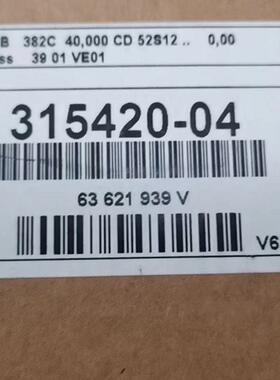 B 382C 40,000 CD 52S12 .. 0,00
ss 39 01 VE01
315420-04
63 621 939 V
V6